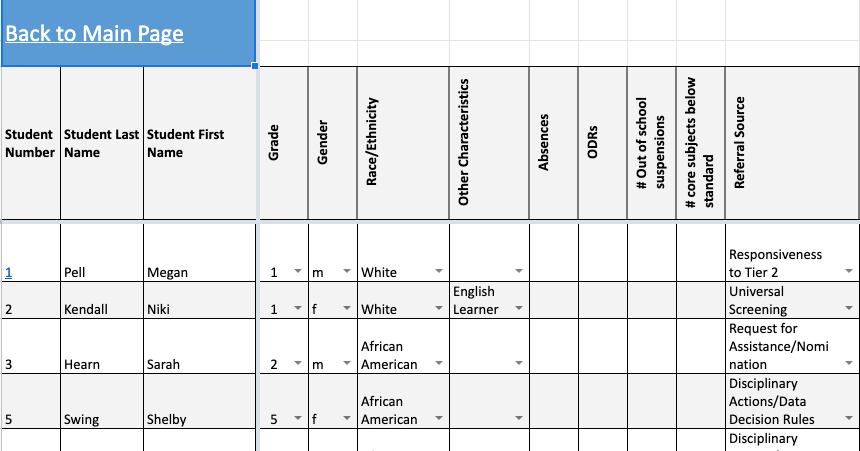 Back to Main Page
Student Number
Student Last Name
Student First Name
Grade
Gender
Race/Ethnicity
Other Characteristics
Absences
ODRs
# Out of school suspensions
# core subjects below standard
Referral Source
1 Pell Megan 1 m White Responsiveness to Tier 2
2 Kendall Niki 1 f White English Learner Universal Screening
3 Hearn Sarah 2 m African American Request for Assistance/Nomination
5 Swing Shelby 5 f African American Disciplinary Actions/Data Decision Rules
Disciplinary